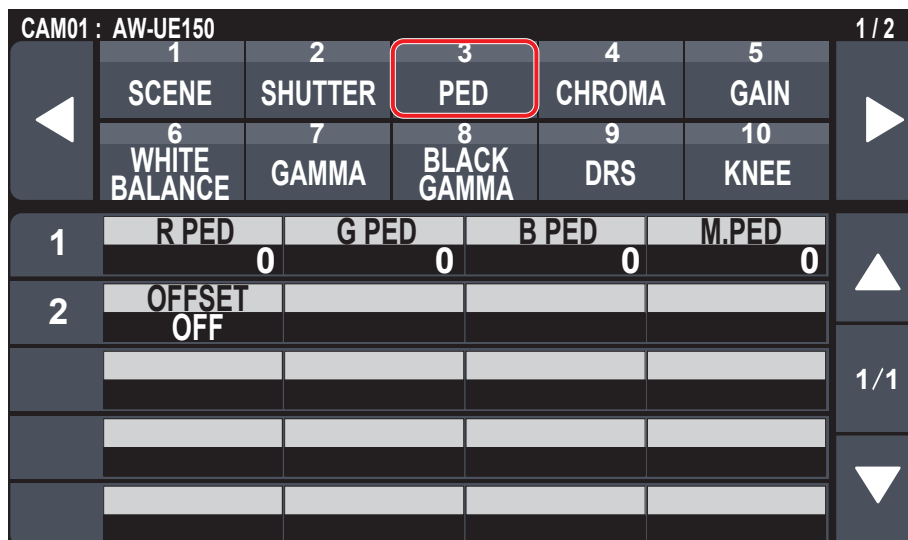 CAM01 : AW-UE150 1 / 2
1 2 3 4 5
SCENE SHUTTER PED CHROMA GAIN
6 7 8 9 10
WHITE BALANCE GAMMA BLACK GAMMA DRS KNEE
1 R PED G PED B PED M.PED
0 0 0 0
2 OFFSET
OFF
1/1